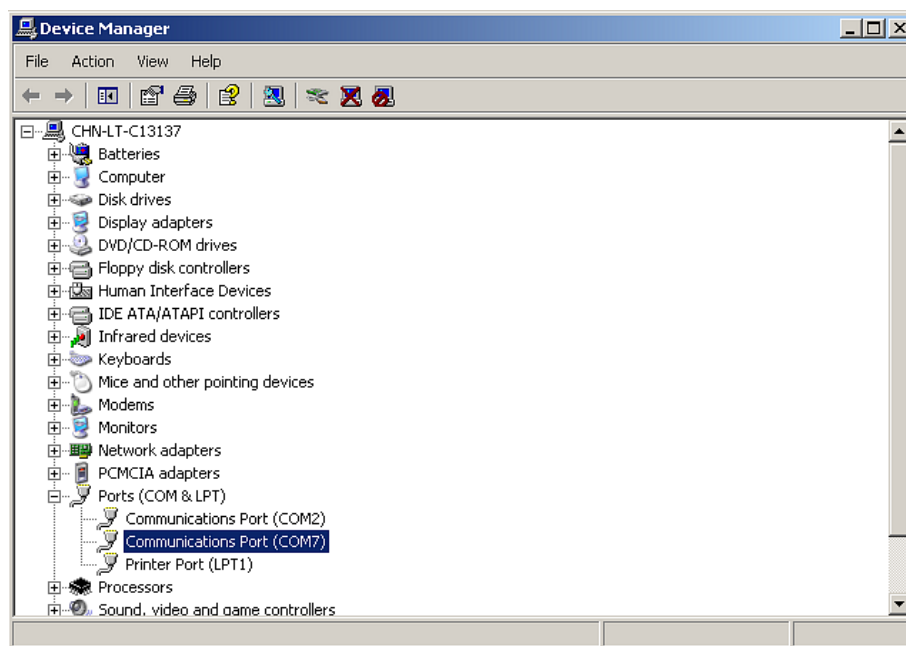 Device Manager
File Action View Help
CHN-LT-C13137
Batteries
Computer
Disk drives
Display adapters
DVD/CD-ROM drives
Floppy disk controllers
Human Interface Devices
IDE ATA/ATAPI controllers
Infrared devices
Keyboards
Mice and other pointing devices
Modems
Monitors
Network adapters
PCMCIA adapters
Ports (COM & LPT)
Communications Port (COM2)
Communications Port (COM7)
Printer Port (LPT1)
Processors
Sound, video and game controllers